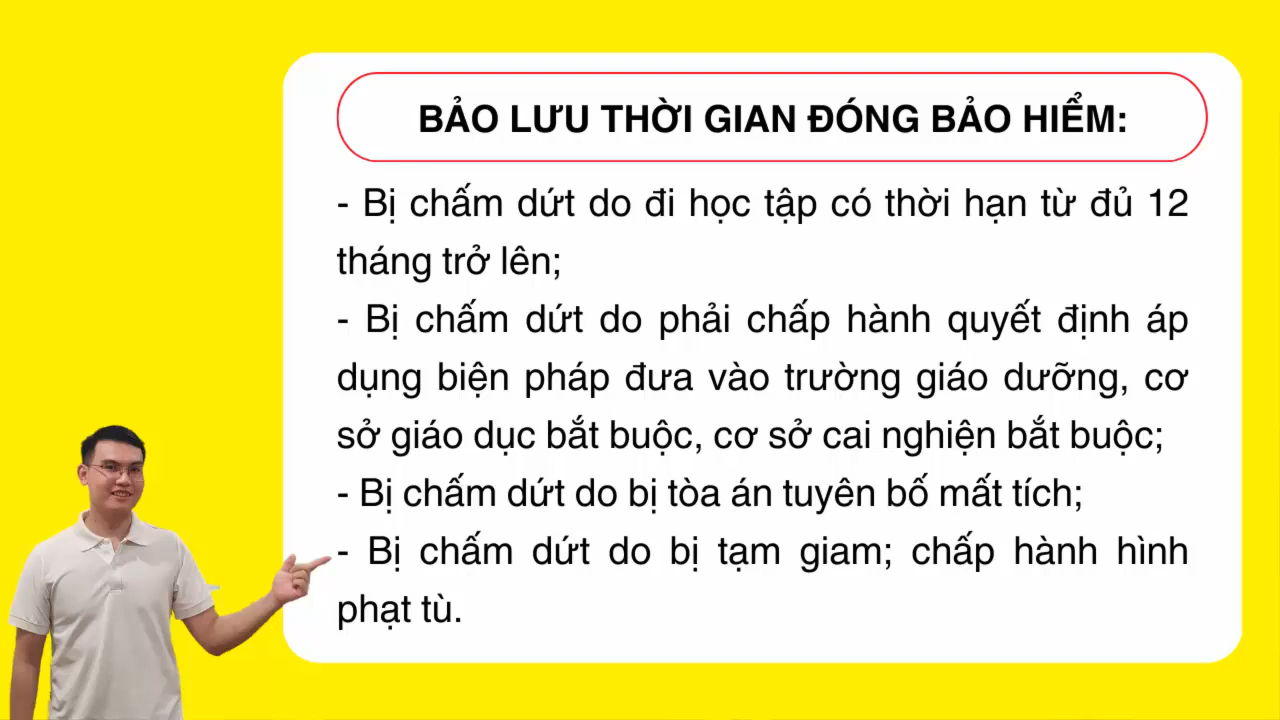 BẢO LƯU THỜI GIAN ĐÓNG BẢO HIỂM:
- Bị chấm dứt do đi học tập có thời hạn từ đủ 12
tháng trở lên;
- Bị chấm dứt do phải chấp hành quyết định áp
dụng biện pháp đưa vào trường giáo dưỡng, cơ
sở giáo dục bắt buộc, cơ sở cai nghiện bắt buộc;
- Bị chấm dứt do bị tòa án tuyên bố mất tích;
- Bị chấm dứt do bị tạm giam; chấp hành hình
phạt tù.